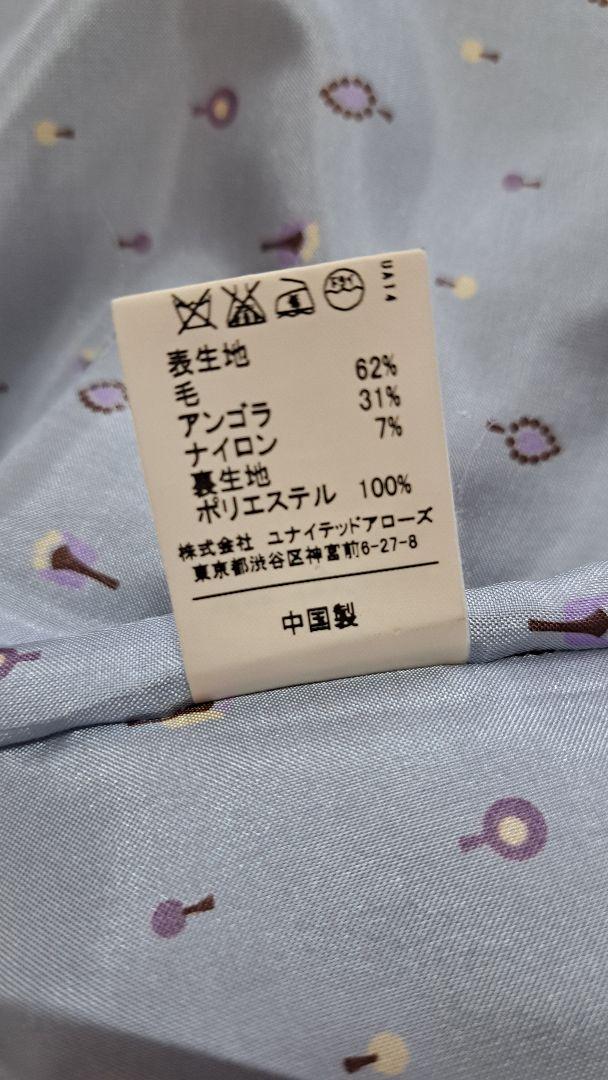 UA14
表生地
毛 62%
アンゴラ 31%
ナイロン 7%
裏生地
ポリエステル 100%
株式会社 ユナイテッドアローズ
東京都渋谷区神宮前6-27-8
中国製